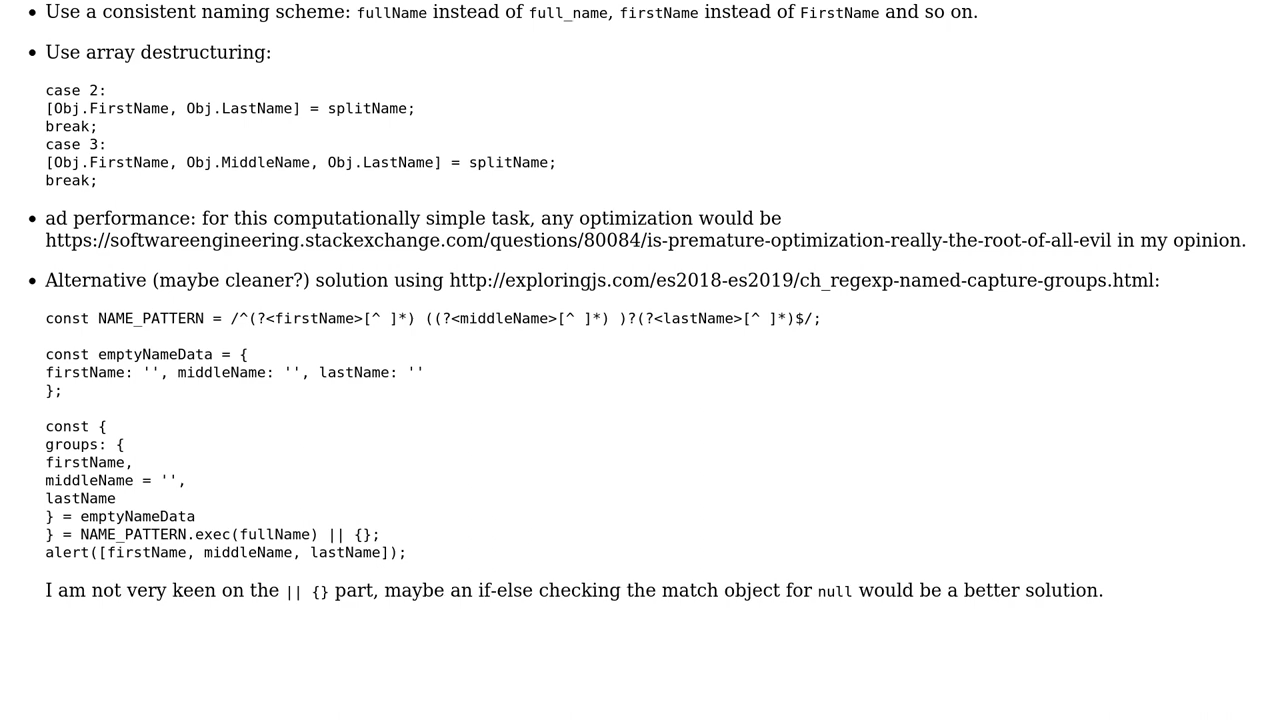 Use a consistent naming scheme: fullName instead of full_name, firstName instead of FirstName and so on.
Use array destructuring:
case 2:
[Obj.FirstName, Obj.LastName] = splitName;
break;
case 3:
[Obj.FirstName, Obj.MiddleName, Obj.LastName] = splitName;
break;
ad performance: for this computationally simple task, any optimization would be
https://softwareengineering.stackexchange.com/questions/80084/is-premature-optimization-really-the-root-of-all-evil in my opinion.
Alternative (maybe cleaner?) solution using http://exploringjs.com/es2018-es2019/ch_regexp-named-capture-groups.html:
const NAME_PATTERN = /^(?<firstName>[^ ]*) ((?<middleName>[^ ]*) )?(?<lastName>[^ ]*)$/;
const emptyNameData = {
firstName: '', middleName: '', lastName: ''
};
const {
groups: {
firstName,
middleName = '',
lastName
} = emptyNameData
} = NAME_PATTERN.exec(fullName) || {};
alert([firstName, middleName, lastName]);
I am not very keen on the || {} part, maybe an if-else checking the match object for null would be a better solution.